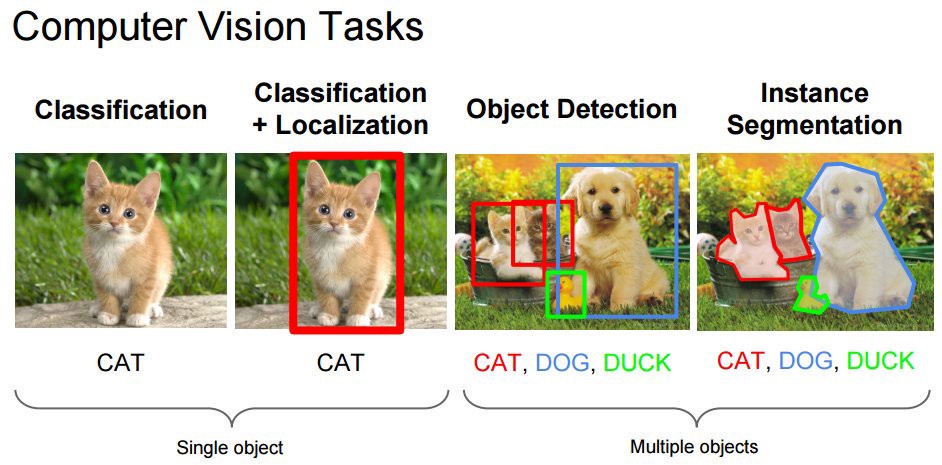 Computer Vision Tasks
Classification
Classification
+ Localization
Object Detection
Instance
Segmentation
CAT
CAT
CAT, DOG, DUCK
CAT, DOG, DUCK
Single object
Multiple objects